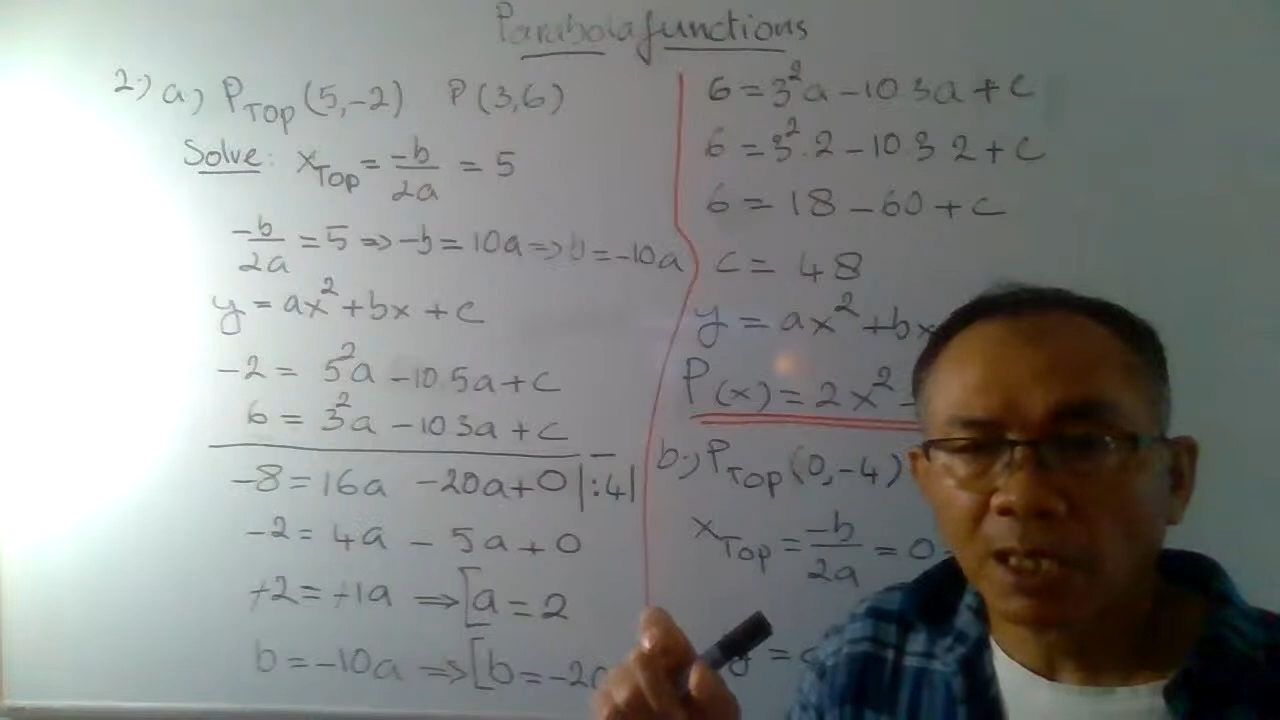 Parabola functions
2.) a) P_Top (5,-2) P(3,6)
Solve: x_Top = -b/2a = 5
-b/2a = 5 ⇒ -b = 10a ⇒ b = -10a
y = ax² + bx + c
-2 = 5²a - 10 5a + c
6 = 3²a - 10 3a + c
-8 = 16a - 20a + 0 |:4|
-2 = 4a - 5a + 0
+2 = +1a ⇒ [a = 2
b = -10a ⇒ [b = -20
6 = 3²a - 10 3a + c
6 = 3².2 - 10 3 2 + c
6 = 18 - 60 + c
c = 48
y = ax² + bx
P(x) = 2x² -
b.) P_Top (0,-4)
x_Top = -b/2a = 0
y =